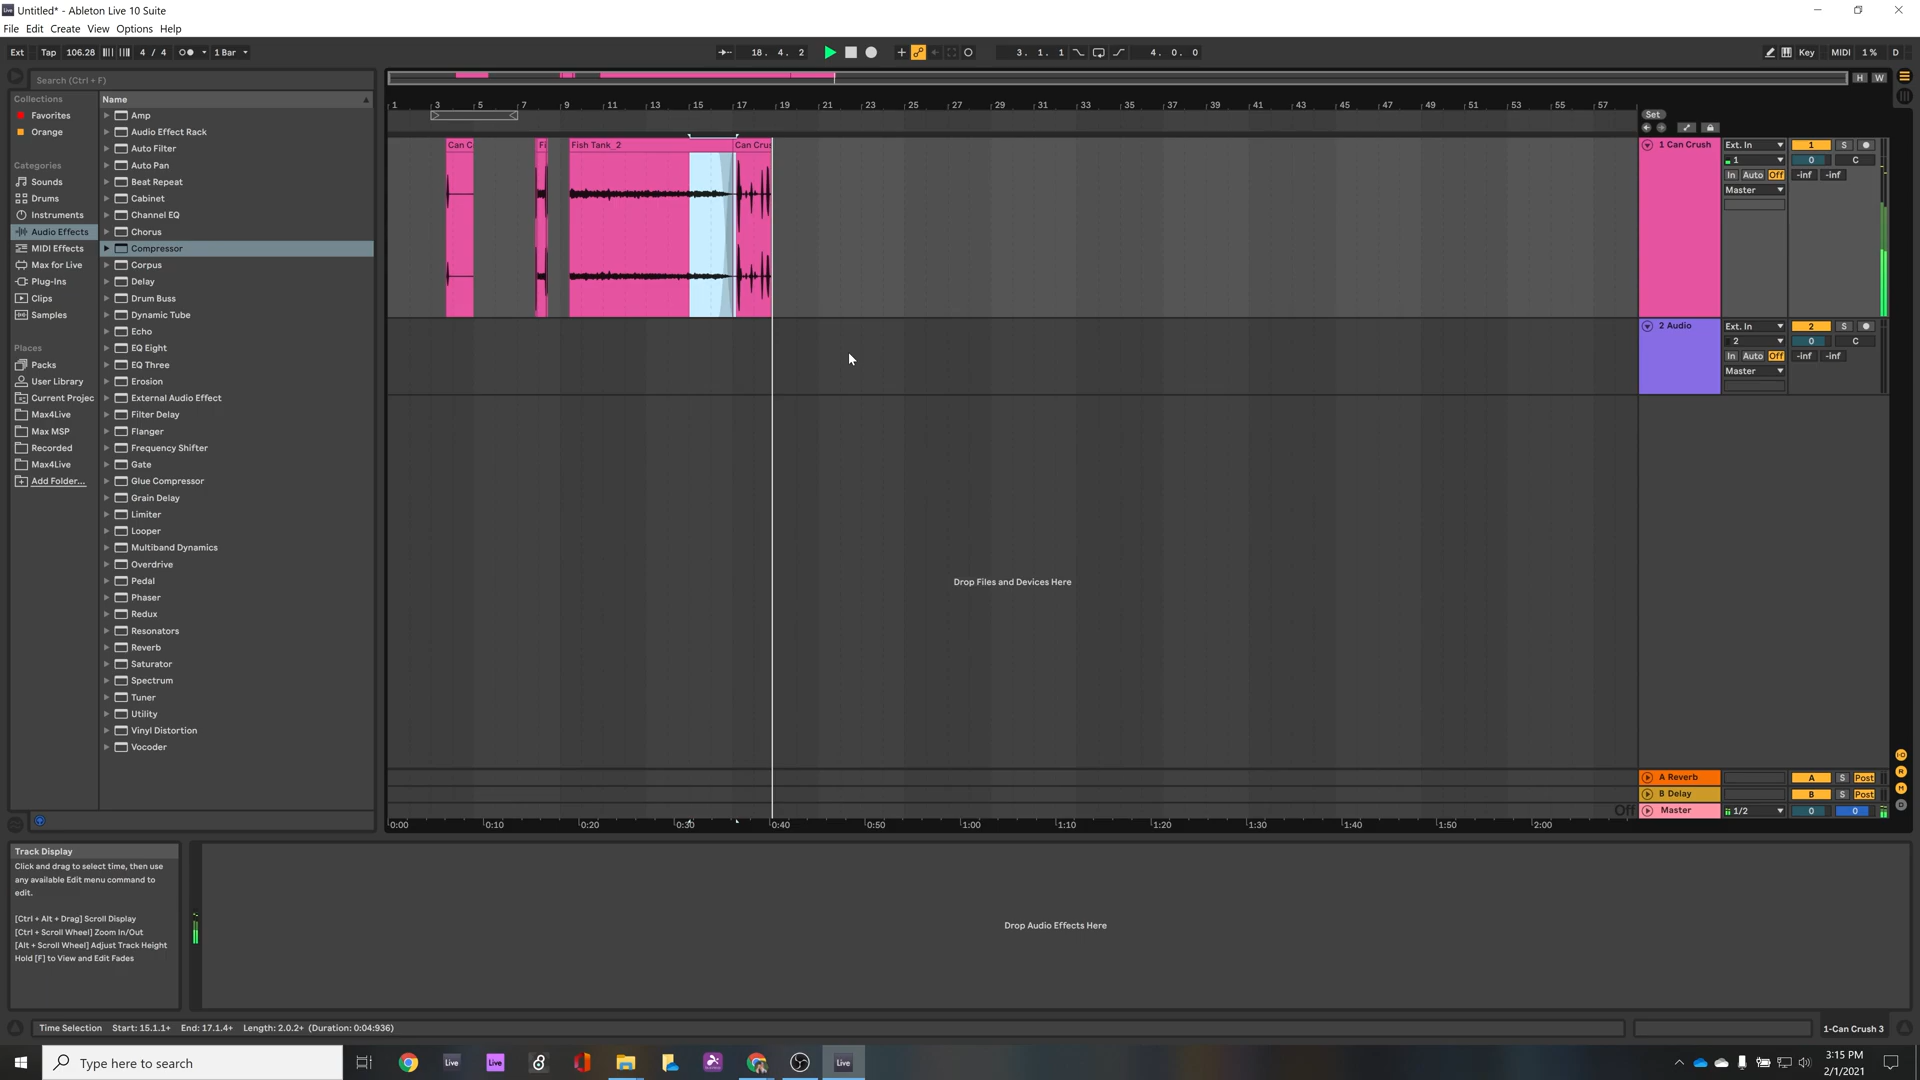 Untitled* - Ableton Live 10 Suite
File Edit Create View Options Help
Ext Tap 106.28 4 / 4 1 Bar 18. 4. 2 3. 1. 1 4. 0. 0 Key MIDI 1 % D
Search (Ctrl + F)
H W
Collections
Favorites
Orange
Categories
Sounds
Drums
Instruments
Audio Effects
MIDI Effects
Max for Live
Plug-Ins
Clips
Samples
Places
Packs
User Library
Current Projec
Max4Live
Max MSP
Recorded
Max4Live
Add Folder...
Name
Amp
Audio Effect Rack
Auto Filter
Auto Pan
Beat Repeat
Cabinet
Channel EQ
Chorus
Compressor
Corpus
Delay
Drum Buss
Dynamic Tube
Echo
EQ Eight
EQ Three
Erosion
External Audio Effect
Filter Delay
Flanger
Frequency Shifter
Gate
Glue Compressor
Grain Delay
Limiter
Looper
Multiband Dynamics
Overdrive
Pedal
Phaser
Redux
Resonators
Reverb
Saturator
Spectrum
Tuner
Utility
Vinyl Distortion
Vocoder
1 3 5 7 9 11 13 15 17 19 21 23 25 27 29 31 33 35 37 39 41 43 45 47 49 51 53 55 57
Set
Can C Fi Fish Tank_2 Can Crus
1 Can Crush Ext. In 1 S
1 0 C
In Auto Off -inf -inf
Master
2 Audio Ext. In 2 S
2 0 C
In Auto Off -inf -inf
Master
Drop Files and Devices Here
A Reverb A S Post
B Delay B S Post
Off Master 1/2 0 0
0:00 0:10 0:20 0:30 0:40 0:50 1:00 1:10 1:20 1:30 1:40 1:50 2:00
I·O
R
M
D
Track Display
Click and drag to select time, then use
any available Edit menu command to
edit.
[Ctrl + Alt + Drag] Scroll Display
[Ctrl + Scroll Wheel] Zoom In/Out
[Alt + Scroll Wheel] Adjust Track Height
Hold [F] to View and Edit Fades
Drop Audio Effects Here
Time Selection Start: 15.1.1+ End: 17.1.4+ Length: 2.0.2+ (Duration: 0:04:936)
1-Can Crush 3
Type here to search
Live
Live
Live
3:15 PM
2/1/2021